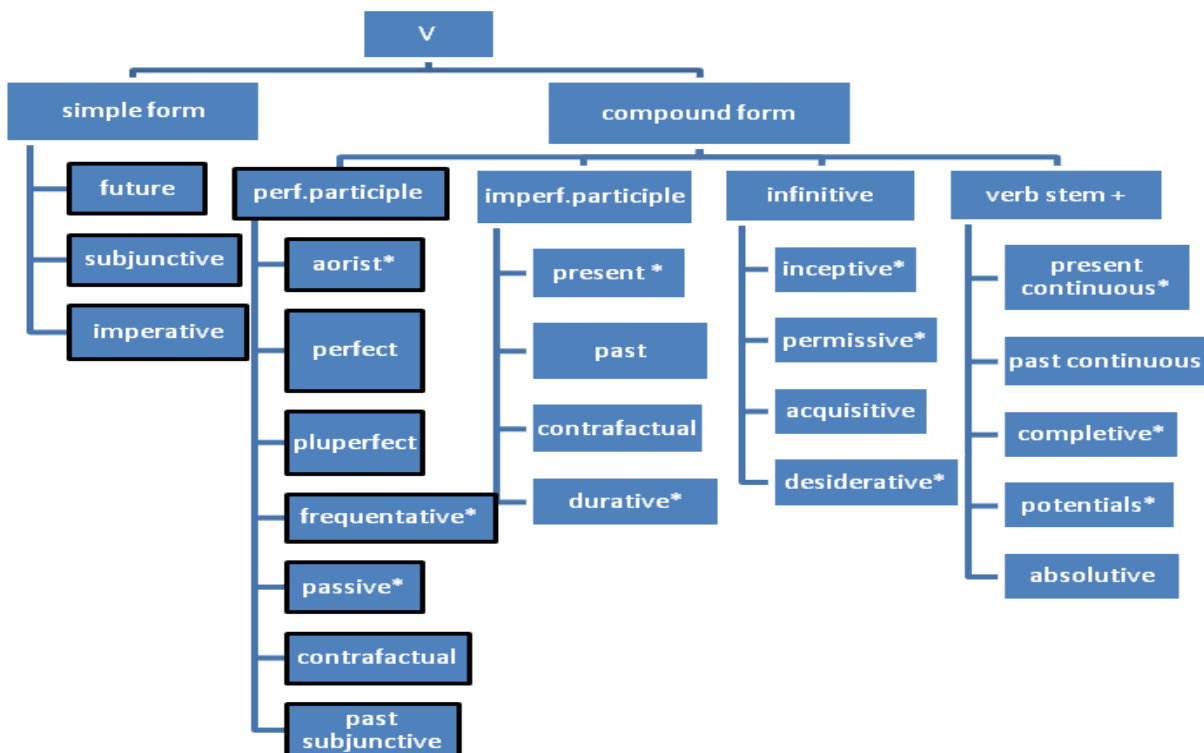 V
simple form
compound form
future
subjunctive
imperative
perf.participle
aorist*
perfect
pluperfect
frequentative*
passive*
contrafactual
past
subjunctive
imperf.participle
present *
past
contrafactual
durative*
infinitive
inceptive*
permissive*
acquisitive
desiderative*
verb stem +
present
continuous*
past continuous
completive*
potentials*
absolutive